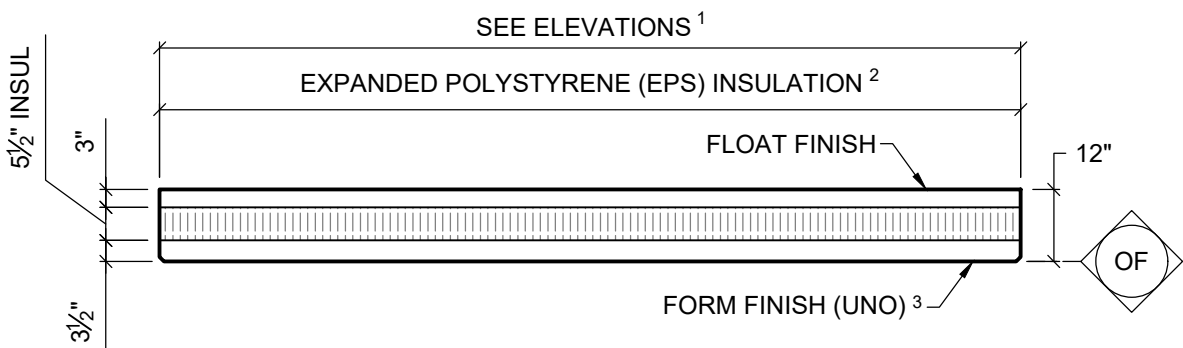 SEE ELEVATIONS 1
EXPANDED POLYSTYRENE (EPS) INSULATION 2
5½" INSUL
3"
FLOAT FINISH
12"
OF
FORM FINISH (UNO) 3
3½"